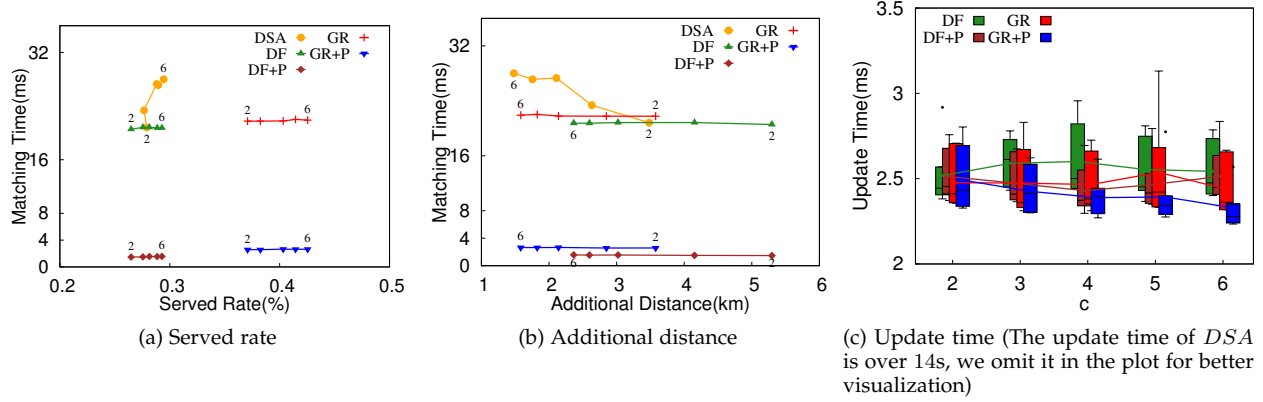 Matching Time(ms)
32
16
4
0
DSA
DF
DF+P
GR
GR+P
6
2
2
6
2
6
2
6
0.2
0.3
0.4
0.5
Served Rate(%)
(a) Served rate
Matching Time(ms)
32
16
4
0
DSA
DF
DF+P
GR
GR+P
6
6
2
6
2
6
2
6
2
1
2
3
4
5
6
Additional Distance(km)
(b) Additional distance
Update Time(ms)
3.5
3
2.5
2
DF
DF+P
GR
GR+P
2
3
4
5
6
c
(c) Update time (The update time of DSA
is over 14s, we omit it in the plot for better
visualization)